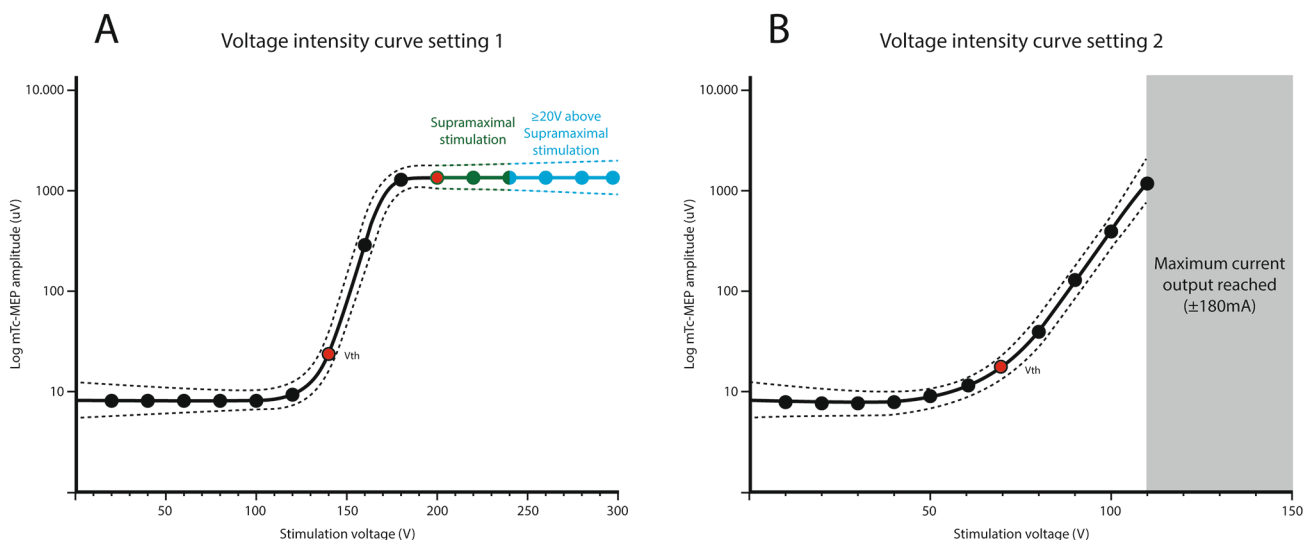 A
Voltage intensity curve setting 1
10.000
1000
100
10
Log mTc-MEP amplitude (uV)
Supramaximal
stimulation
≥20V above
Supramaximal
stimulation
Vth
50
100
150
200
250
300
Stimulation voltage (V)
B
Voltage intensity curve setting 2
10.000
1000
100
10
Log mTc-MEP amplitude (uV)
Vth
Maximum current
output reached
(±180mA)
50
100
150
Stimulation voltage (V)